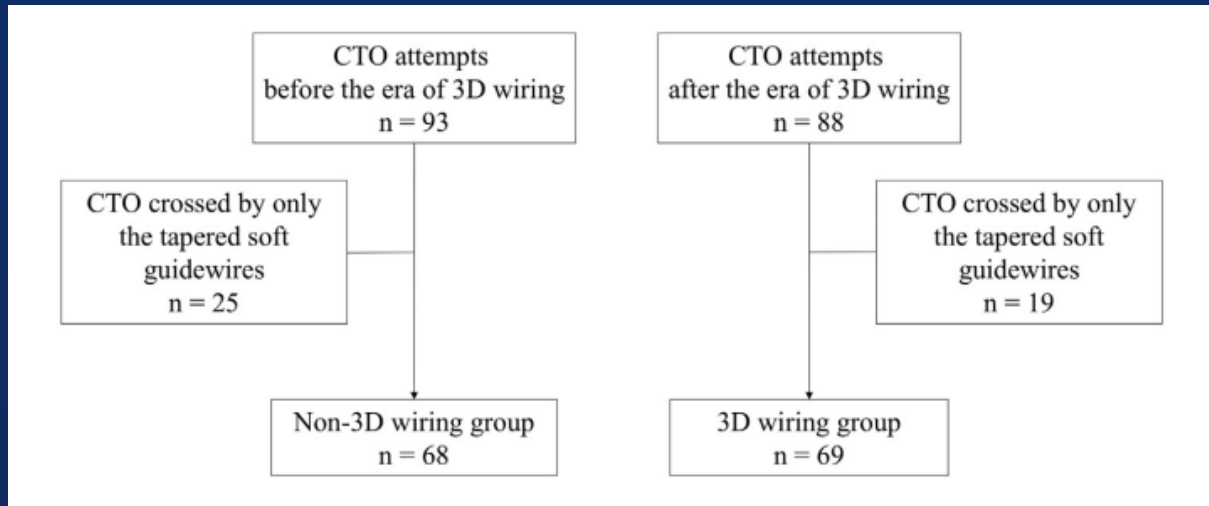 CTO attempts
before the era of 3D wiring
n = 93
CTO attempts
after the era of 3D wiring
n = 88
CTO crossed by only
the tapered soft
guidewires
n = 25
CTO crossed by only
the tapered soft
guidewires
n = 19
Non-3D wiring group
n = 68
3D wiring group
n = 69